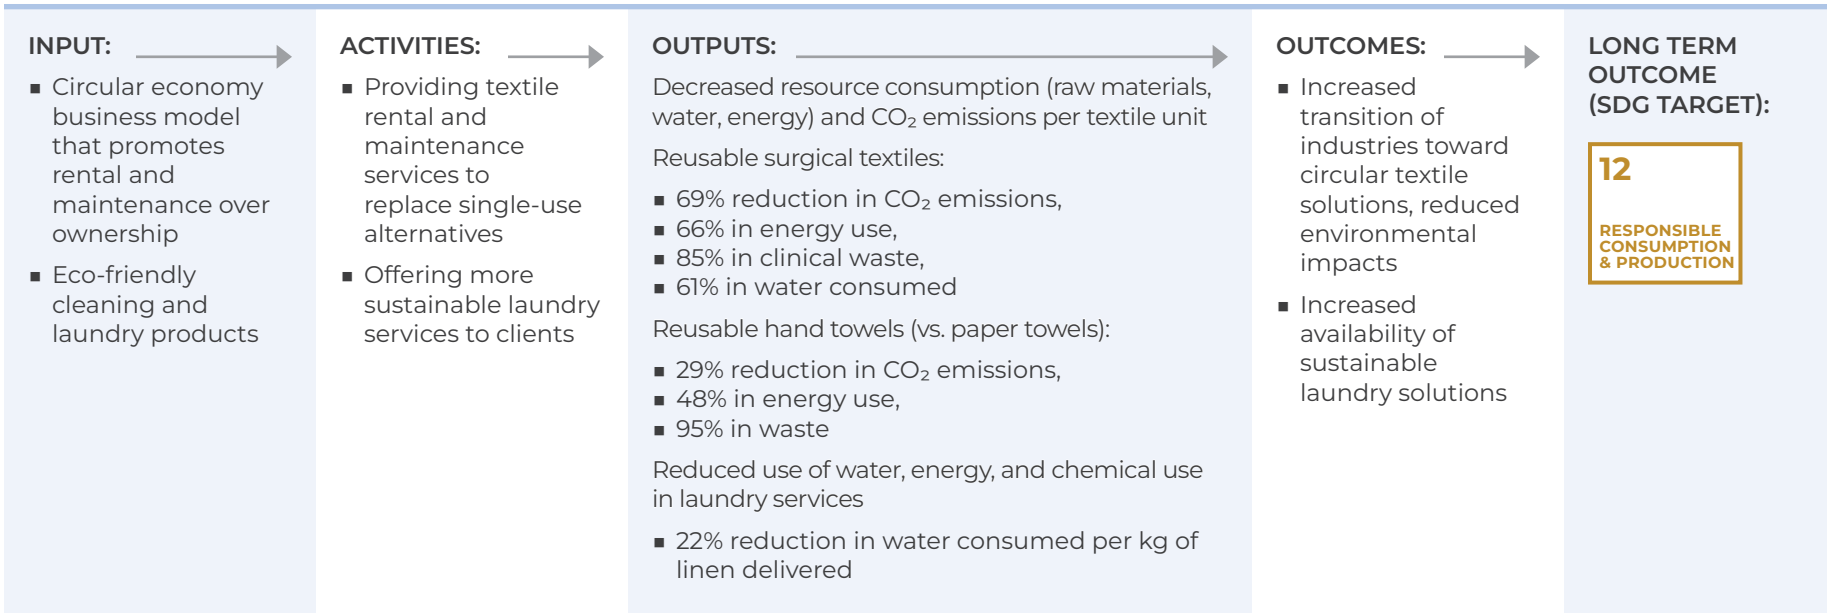 INPUT:
▪ Circular economy
business model
that promotes
rental and
maintenance over
ownership
▪ Eco-friendly
cleaning and
laundry products
ACTIVITIES:
▪ Providing textile
rental and
maintenance
services to
replace single-use
alternatives
▪ Offering more
sustainable laundry
services to clients
OUTPUTS:
Decreased resource consumption (raw materials,
water, energy) and CO₂ emissions per textile unit
Reusable surgical textiles:
▪ 69% reduction in CO₂ emissions,
▪ 66% in energy use,
▪ 85% in clinical waste,
▪ 61% in water consumed
Reusable hand towels (vs. paper towels):
▪ 29% reduction in CO₂ emissions,
▪ 48% in energy use,
▪ 95% in waste
Reduced use of water, energy, and chemical use
in laundry services
▪ 22% reduction in water consumed per kg of
linen delivered
OUTCOMES:
▪ Increased
transition of
industries toward
circular textile
solutions, reduced
environmental
impacts
▪ Increased
availability of
sustainable
laundry solutions
LONG TERM
OUTCOME
(SDG TARGET):
12
RESPONSIBLE
CONSUMPTION
& PRODUCTION